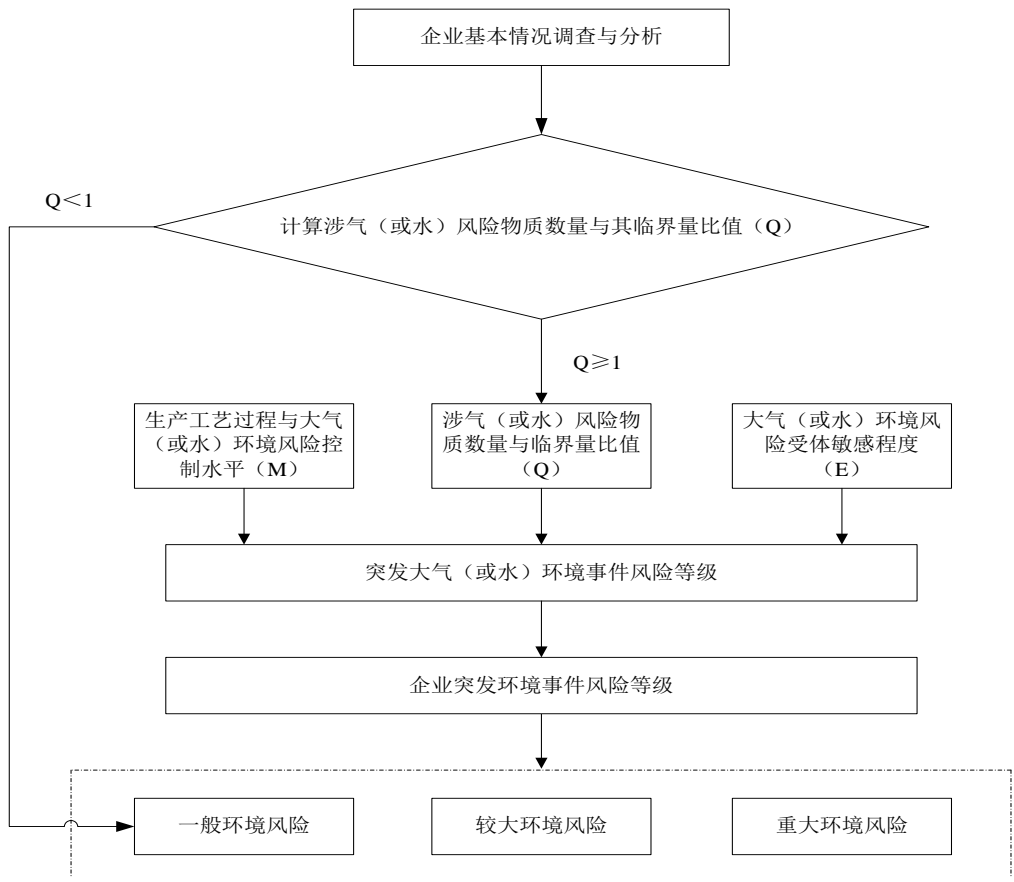 企业基本情况调查与分析
Q＜1
计算涉气（或水）风险物质数量与其临界量比值（Q）
Q≥1
生产工艺过程与大气
（或水）环境风险控
制水平（M）
涉气（或水）风险物
质数量与临界量比值
（Q）
大气（或水）环境风
险受体敏感程度
（E）
突发大气（或水）环境事件风险等级
企业突发环境事件风险等级
一般环境风险
较大环境风险
重大环境风险